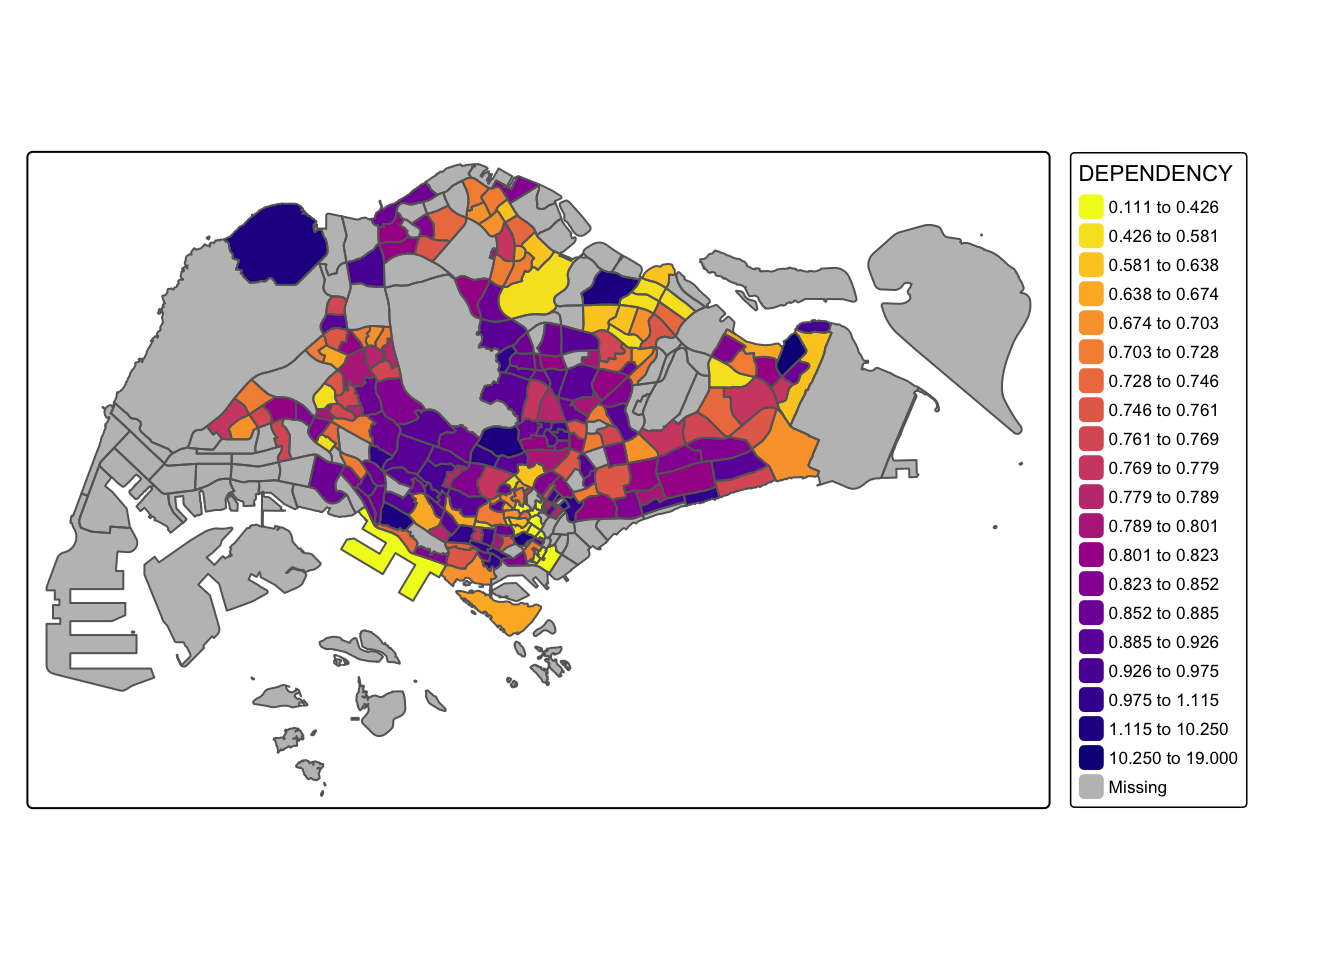 DEPENDENCY
0.111 to 0.426
0.426 to 0.581
0.581 to 0.638
0.638 to 0.674
0.674 to 0.703
0.703 to 0.728
0.728 to 0.746
0.746 to 0.761
0.761 to 0.769
0.769 to 0.779
0.779 to 0.789
0.789 to 0.801
0.801 to 0.823
0.823 to 0.852
0.852 to 0.885
0.885 to 0.926
0.926 to 0.975
0.975 to 1.115
1.115 to 10.250
10.250 to 19.000
Missing